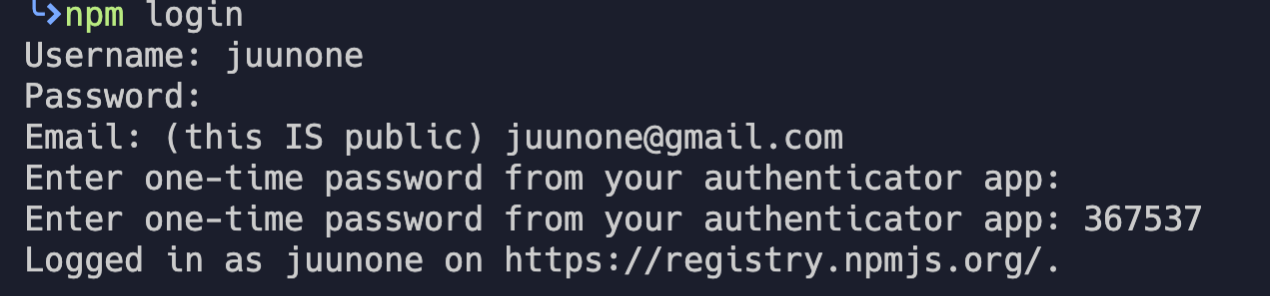 npm login
Username: juunone
Password:
Email: (this IS public) juunone@gmail.com
Enter one-time password from your authenticator app:
Enter one-time password from your authenticator app: 367537
Logged in as juunone on https://registry.npmjs.org/.